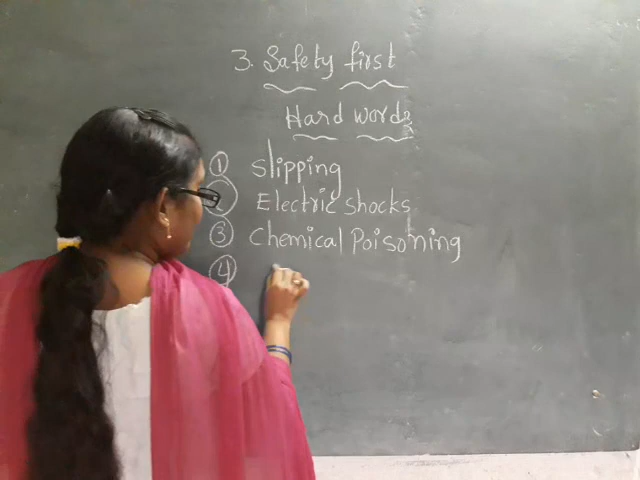 3. Safety first
Hard words
① slipping
② Electric shocks
③ Chemical Poisoning
④